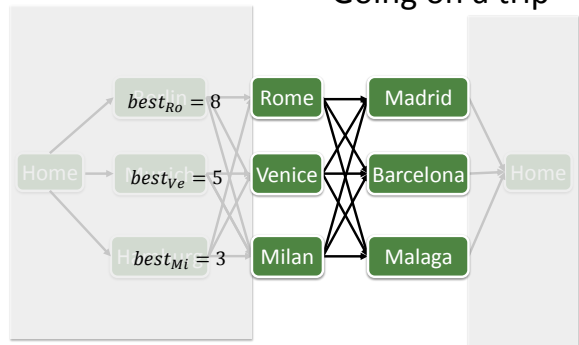 Going on a trip
best_Ro = 8
Rome
Madrid
Home
best_Ve = 5
Venice
Barcelona
Home
best_Mi = 3
Milan
Malaga